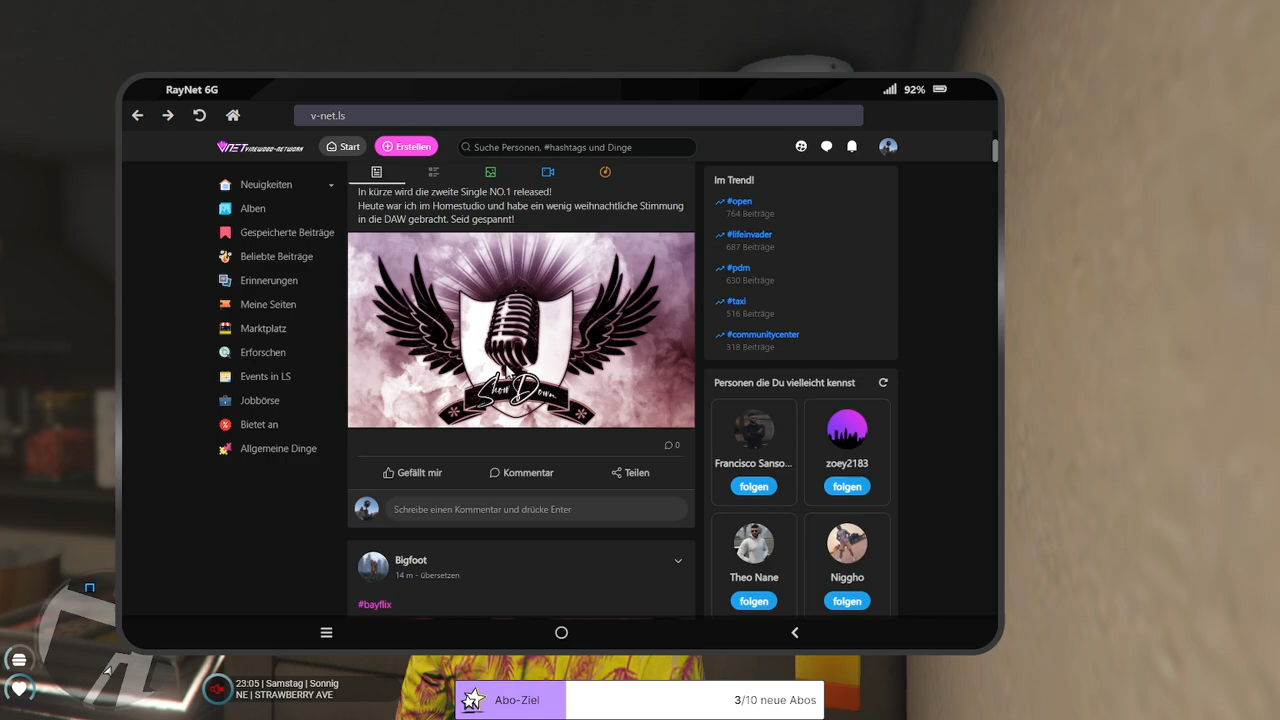 RayNet 6G
92%
v-net.ls
VNET VINEWOOD-NETWORK
Start
Erstellen
Suche Personen, #hashtags und Dinge
Neuigkeiten
Alben
Gespeicherte Beiträge
Beliebte Beiträge
Erinnerungen
Meine Seiten
Marktplatz
Erforschen
Events in LS
Jobbörse
Bietet an
Allgemeine Dinge
In kürze wird die zweite Single NO.1 released!
Heute war ich im Homestudio und habe ein wenig weihnachtliche Stimmung
in die DAW gebracht. Seid gespannt!
Show Down
0
Gefällt mir
Kommentar
Teilen
Schreibe einen Kommentar und drücke Enter
Bigfoot
14 m - übersetzen
#bayflix
Im Trend!
#open
764 Beiträge
#lifeinvader
687 Beiträge
#pdm
630 Beiträge
#taxi
516 Beiträge
#communitycenter
318 Beiträge
Personen die Du vielleicht kennst
Francisco Sanso...
folgen
zoey2183
folgen
Theo Nane
folgen
Niggho
folgen
23:05 | Samstag | Sonnig
NE | STRAWBERRY AVE
Abo-Ziel
3/10 neue Abos